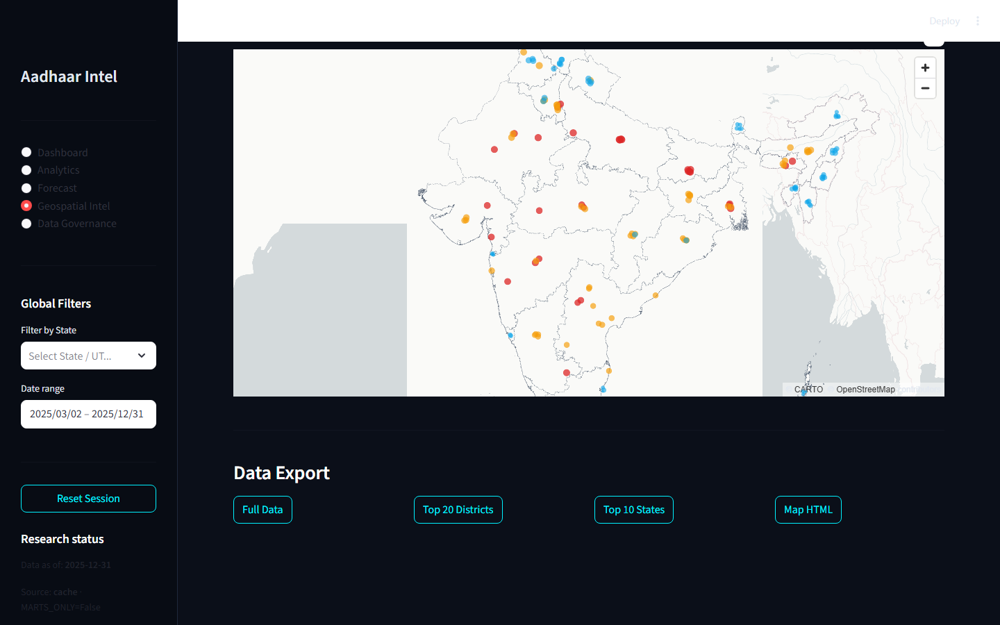 Deploy
Aadhaar Intel
Dashboard
Analytics
Forecast
Geospatial Intel
Data Governance
Global Filters
Filter by State
Select State / UT...
Date range
2025/03/02 – 2025/12/31
Reset Session
Research status
Data as of: 2025-12-31
Source: cache ·
MARTS_ONLY=False
+
−
CARTO OpenStreetMap contributors
Data Export
Full Data
Top 20 Districts
Top 10 States
Map HTML